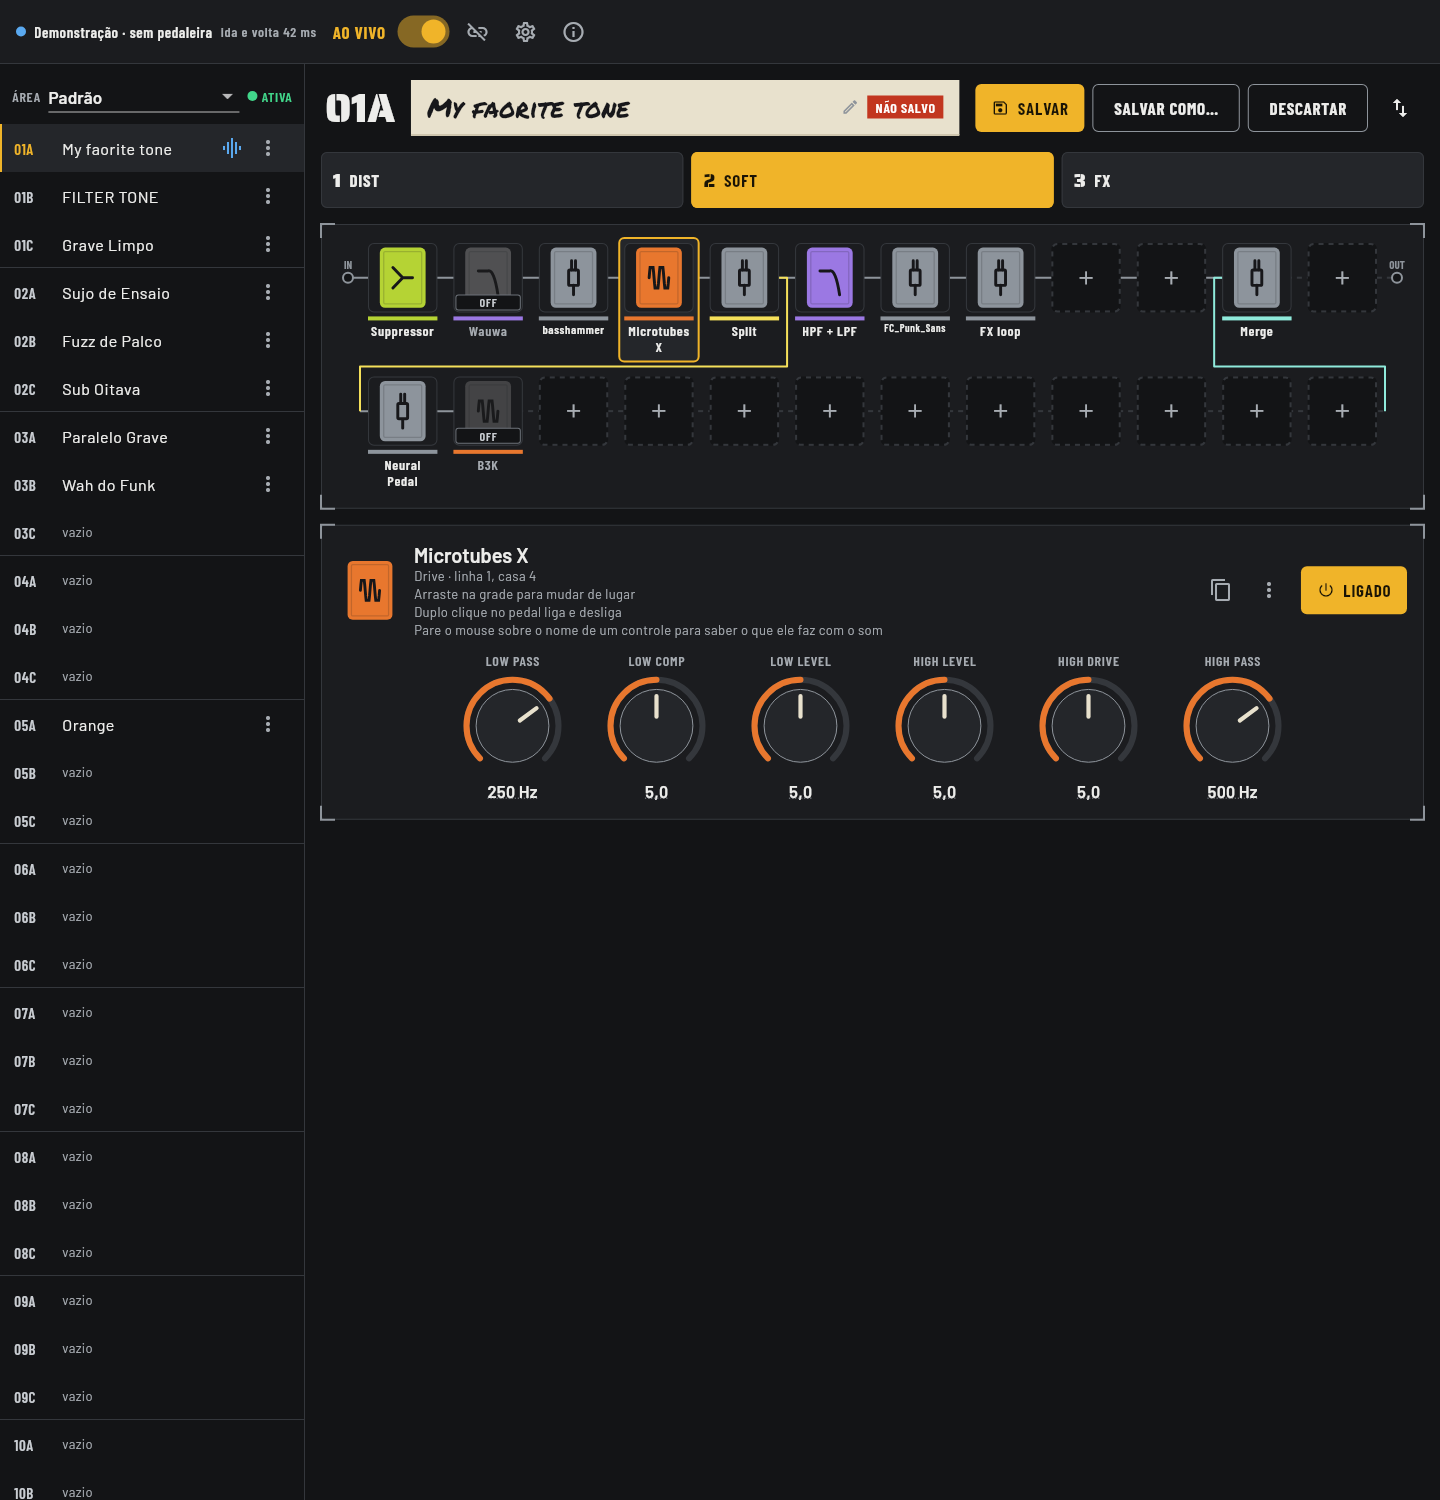 Demonstração · sem pedaleira Ida e volta 42 ms AO VIVO
ÁREA Padrão ATIVA
01A My faorite tone
01B FILTER TONE
01C Grave Limpo
02A Sujo de Ensaio
02B Fuzz de Palco
02C Sub Oitava
03A Paralelo Grave
03B Wah do Funk
03C vazio
04A vazio
04B vazio
04C vazio
05A Orange
05B vazio
05C vazio
06A vazio
06B vazio
06C vazio
07A vazio
07B vazio
07C vazio
08A vazio
08B vazio
08C vazio
09A vazio
09B vazio
09C vazio
10A vazio
10B vazio
01A My faorite tone NÃO SALVO SALVAR SALVAR COMO... DESCARTAR
1 DIST 2 SOFT 3 FX
IN OUT
OFF
Suppressor Wauwa basshammer Microtubes X Split HPF + LPF FC_Punk_Sans FX loop Merge
OFF
Neural Pedal B3K
Microtubes X
Drive · linha 1, casa 4
Arraste na grade para mudar de lugar
Duplo clique no pedal liga e desliga
Pare o mouse sobre o nome de um controle para saber o que ele faz com o som
LIGADO
LOW PASS LOW COMP LOW LEVEL HIGH LEVEL HIGH DRIVE HIGH PASS
250 Hz 5,0 5,0 5,0 5,0 500 Hz